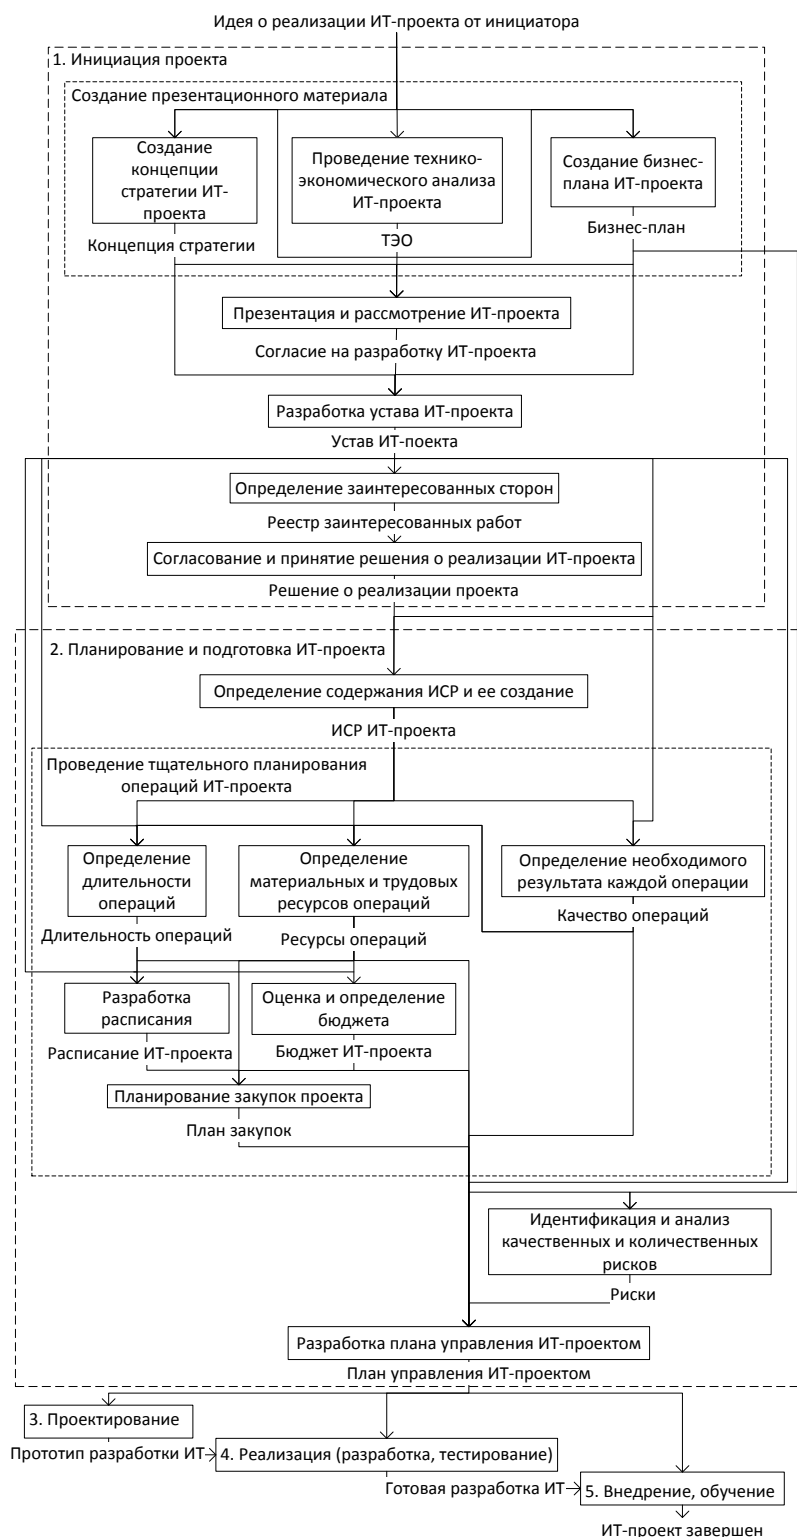 Идея о реализации ИТ-проекта от инициатора
1. Инициация проекта
Создание презентационного материала
Создание
концепции
стратегии ИТ-
проекта
Проведение технико-
экономического анализа
ИТ-проекта
Создание бизнес-
плана ИТ-проекта
Концепция стратегии
ТЭО
Бизнес-план
Презентация и рассмотрение ИТ-проекта
Согласие на разработку ИТ-проекта
Разработка устава ИТ-проекта
Устав ИТ-поекта
Определение заинтересованных сторон
Реестр заинтересованных работ
Согласование и принятие решения о реализации ИТ-проекта
Решение о реализации проекта
2. Планирование и подготовка ИТ-проекта
Определение содержания ИСР и ее создание
ИСР ИТ-проекта
Проведение тщательного планирования
операций ИТ-проекта
Определение
длительности
операций
Определение
материальных и трудовых
ресурсов операций
Определение необходимого
результата каждой операции
Длительность операций
Ресурсы операций
Качество операций
Разработка
расписания
Оценка и определение
бюджета
Расписание ИТ-проекта
Бюджет ИТ-проекта
Планирование закупок проекта
План закупок
Идентификация и анализ
качественных и количественных
рисков
Риски
Разработка плана управления ИТ-проектом
План управления ИТ-проектом
3. Проектирование
Прототип разработки ИТ
4. Реализация (разработка, тестирование)
Готовая разработка ИТ
5. Внедрение, обучение
ИТ-проект завершен